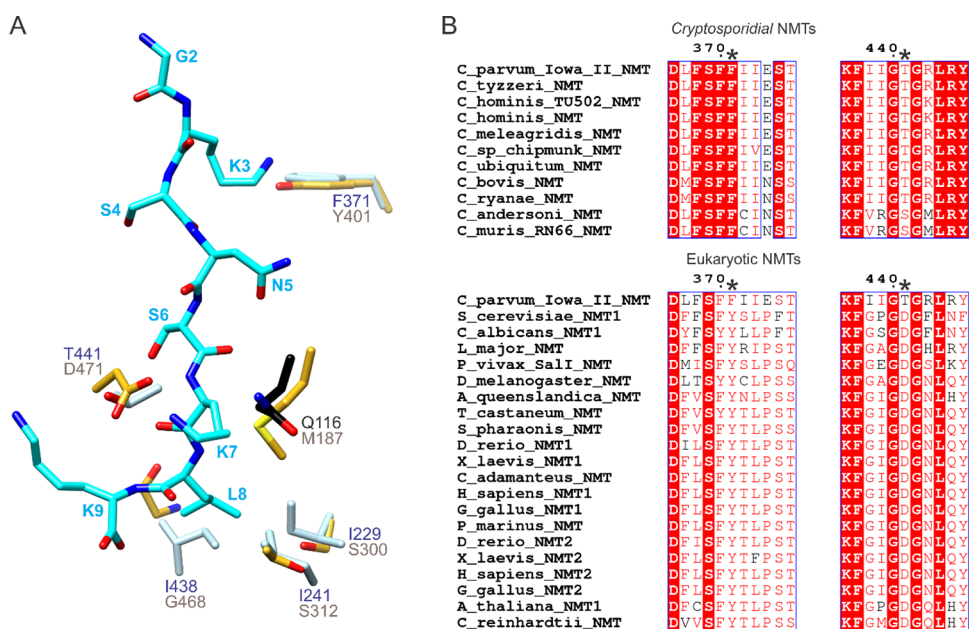 A
G2
K3
F371
Y401
S4
N5
S6
T441
D471
Q116
M187
K7
K9
L8
I229
S300
I438
G468
I241
S312
B
Cryptosporidial NMTs
370 * 440 *
C_parvum_Iowa_II_NMT DLFSFFIIEST KFIIGTGRLRY
C_tyzzeri_NMT DLFSFFIIEST KFIIGTGRLRY
C_hominis_TU502_NMT DLFSFFIIEST KFIIGTGRLRY
C_hominis_NMT DLFSFFIIEST KFIIGTGRLRY
C_meleagridis_NMT DLFSFFIIEST KFIIGTGRLRY
C_sp_chipmunk_NMT DLFSFFIVEST KFIIGTGRLRY
C_ubiquitum_NMT DLFSFFIIEST KFIIGTGRLRY
C_bovis_NMT DMFSFFIINSS KFIIGTGRLRY
C_ryanae_NMT DMFSFFIINSS KFIIGTGRLRY
C_andersoni_NMT DLFSFFCINST KFVRGSGMLRY
C_muris_RN66_NMT DLFSFFCINST KFVRGSGMLRY
Eukaryotic NMTs
370 * 440 *
C_parvum_Iowa_II_NMT DLFSFFIIEST KFIIGTGRLRY
S_cerevisiae_NMT1 DFFSFYSLPFT KFGPGDGFLNF
C_albicans_NMT1 DYFSFYLLPFT KFGSGDGFLNY
L_major_NMT DFFSFYRIPST KFGAGDGHLRY
P_vivax_SalI_NMT DMISFYSLPSQ KFGEGDGSLKY
D_melanogaster_NMT DLTSYYCLPSS KFGAGDGNLQY
A_queenslandica_NMT DFVSFYNLPSS KFGIGDGNLHY
T_castaneum_NMT DFVSFYTLPSS KFGIGDGNLQY
S_pharaonis_NMT DFVSFYTLPSS KFGIGDGNLQY
D_rerio_NMT1 DILSFYTLPST KFGIGDGNLQY
X_laevis_NMT1 DFLSFYTLPST KFGIGDGNLQY
C_adamanteus_NMT DFLSFYTLPST KFGIGDGNLQY
H_sapiens_NMT1 DFLSFYTLPST KFGIGDGNLQY
G_gallus_NMT1 DFLSFYTLPST KFGIGDGNLQY
P_marinus_NMT DFLSFYTLPST KFGIGDGNLQY
D_rerio_NMT2 DFLSFYTLPST KFGIGDGNLQY
X_laevis_NMT2 DFLSFYTFPST KFGIGDGNLQY
H_sapiens_NMT2 DFLSFYTLPST KFGIGDGNLQY
G_gallus_NMT2 DFLSFYTLPST KFGIGDGNLQY
A_thaliana_NMT1 DFCSFYTLPST KFGPGDGQLHY
C_reinhardtii_NMT DVVSFYTLPST KFGMGDGQLHY